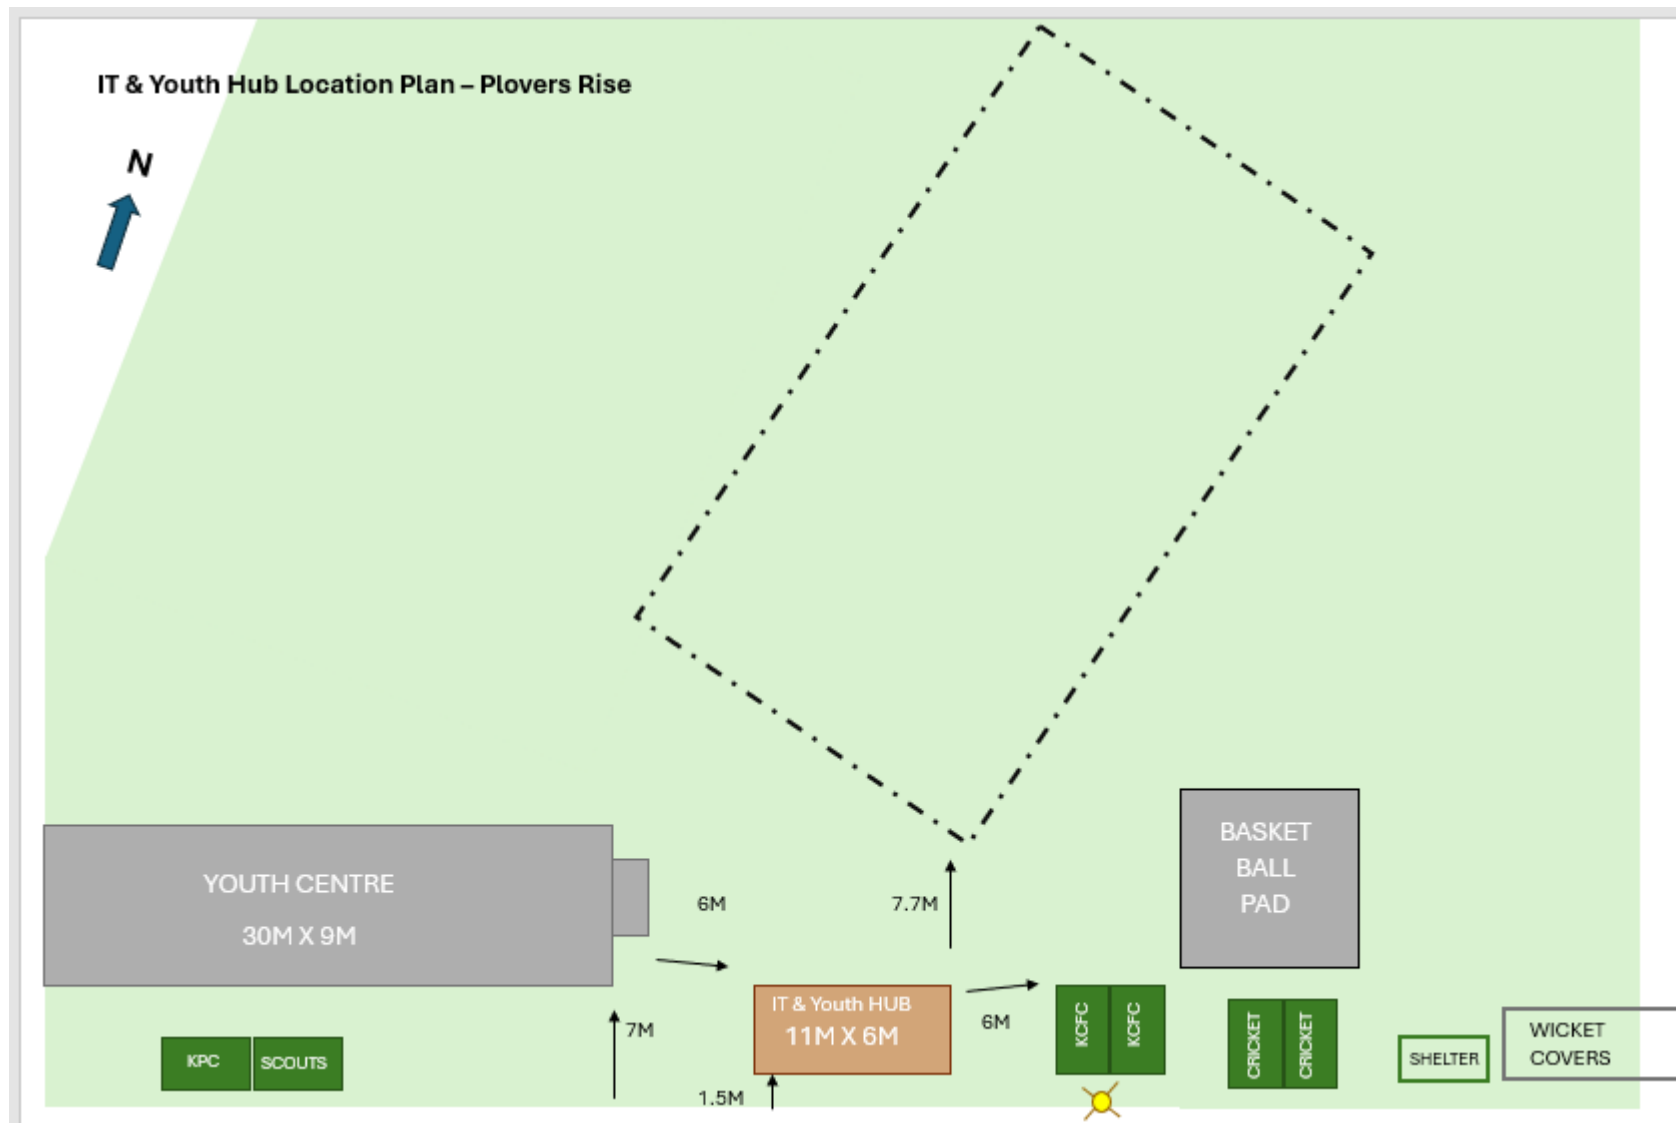 IT & Youth Hub Location Plan – Plovers Rise
N
YOUTH CENTRE
30M X 9M
6M
7.7M
BASKET
BALL
PAD
IT & Youth HUB
11M X 6M
6M
7M
1.5M
KPC
SCOUTS
KCFC
KCFC
CRICKET
CRICKET
SHELTER
WICKET
COVERS